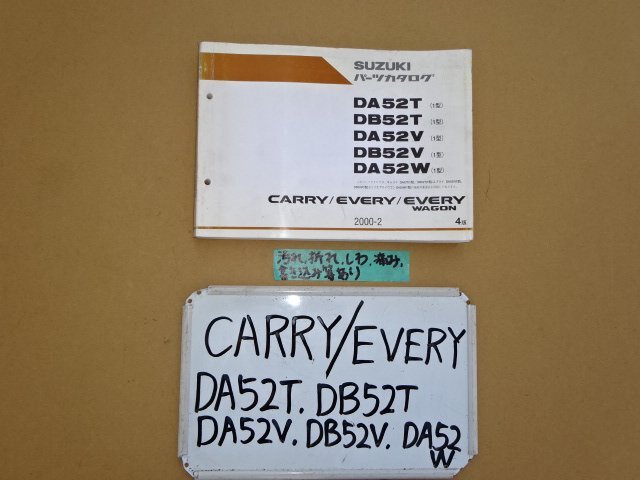 SUZUKI
パーツカタログ
DA52T (1型)
DB52T (1型)
DA52V (1型)
DB52V (1型)
DA52W (1型)
CARRY/EVERY/EVERY
WAGON
2000-2 4版
汚れ、折れ、しわ、痛み、
書き込み等あり
CARRY/EVERY
DA52T. DB52T
DA52V. DB52V. DA52
W